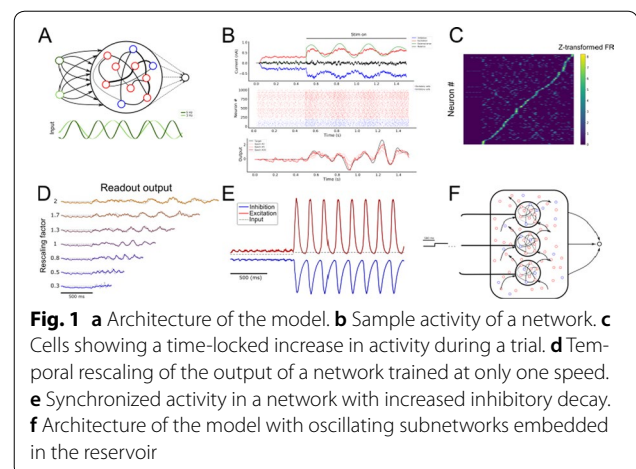 A
B
C
Stim on
Z-transformed FR
Current (nA)
Neuron #
Neuron #
Input
Time (s)
Output
Time (s)
D
Readout output
E
F
Rescaling factor
2
1.7
1.3
1
0.8
0.5
0.3
500 ms
Inhibition
Excitation
Input
500 (ms)
Fig. 1 a Architecture of the model. b Sample activity of a network. c
Cells showing a time-locked increase in activity during a trial. d Tem-
poral rescaling of the output of a network trained at only one speed.
e Synchronized activity in a network with increased inhibitory decay.
f Architecture of the model with oscillating subnetworks embedded
in the reservoir